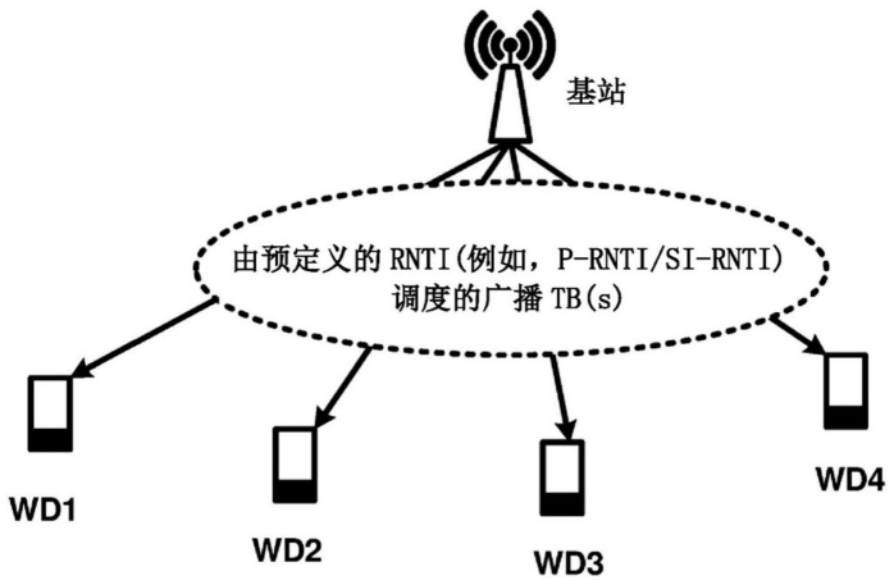 基站
由预定义的 RNTI(例如，P-RNTI/SI-RNTI)
调度的广播 TB(s)
WD1
WD2
WD3
WD4